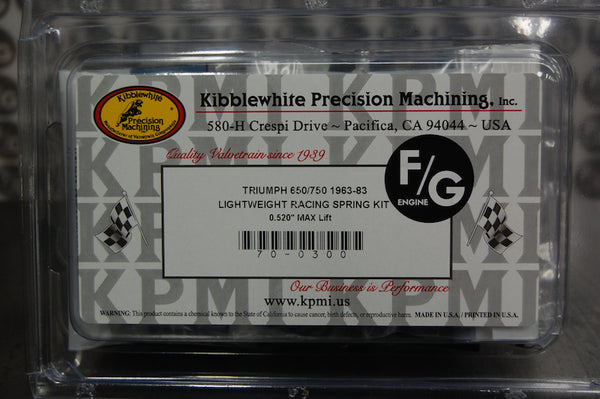 Kibblewhite
Precision
Machining
Kibblewhite Precision Machining, Inc.
580-H Crespi Drive ~ Pacifica, CA 94044 ~ USA
Quality Valvetrain since 1939
TRIUMPH 650/750 1963-83
LIGHTWEIGHT RACING SPRING KIT
0.520" MAX Lift
70-0300
F/G
ENGINE
Our Business is Performance
www.kpmi.us
KPMI KPMI
WARNING: This product contains a chemical known to the State of California to cause cancer, birth defects, or reproductive harm.
MADE IN U.S.A. / PRINTED IN U.S.A.